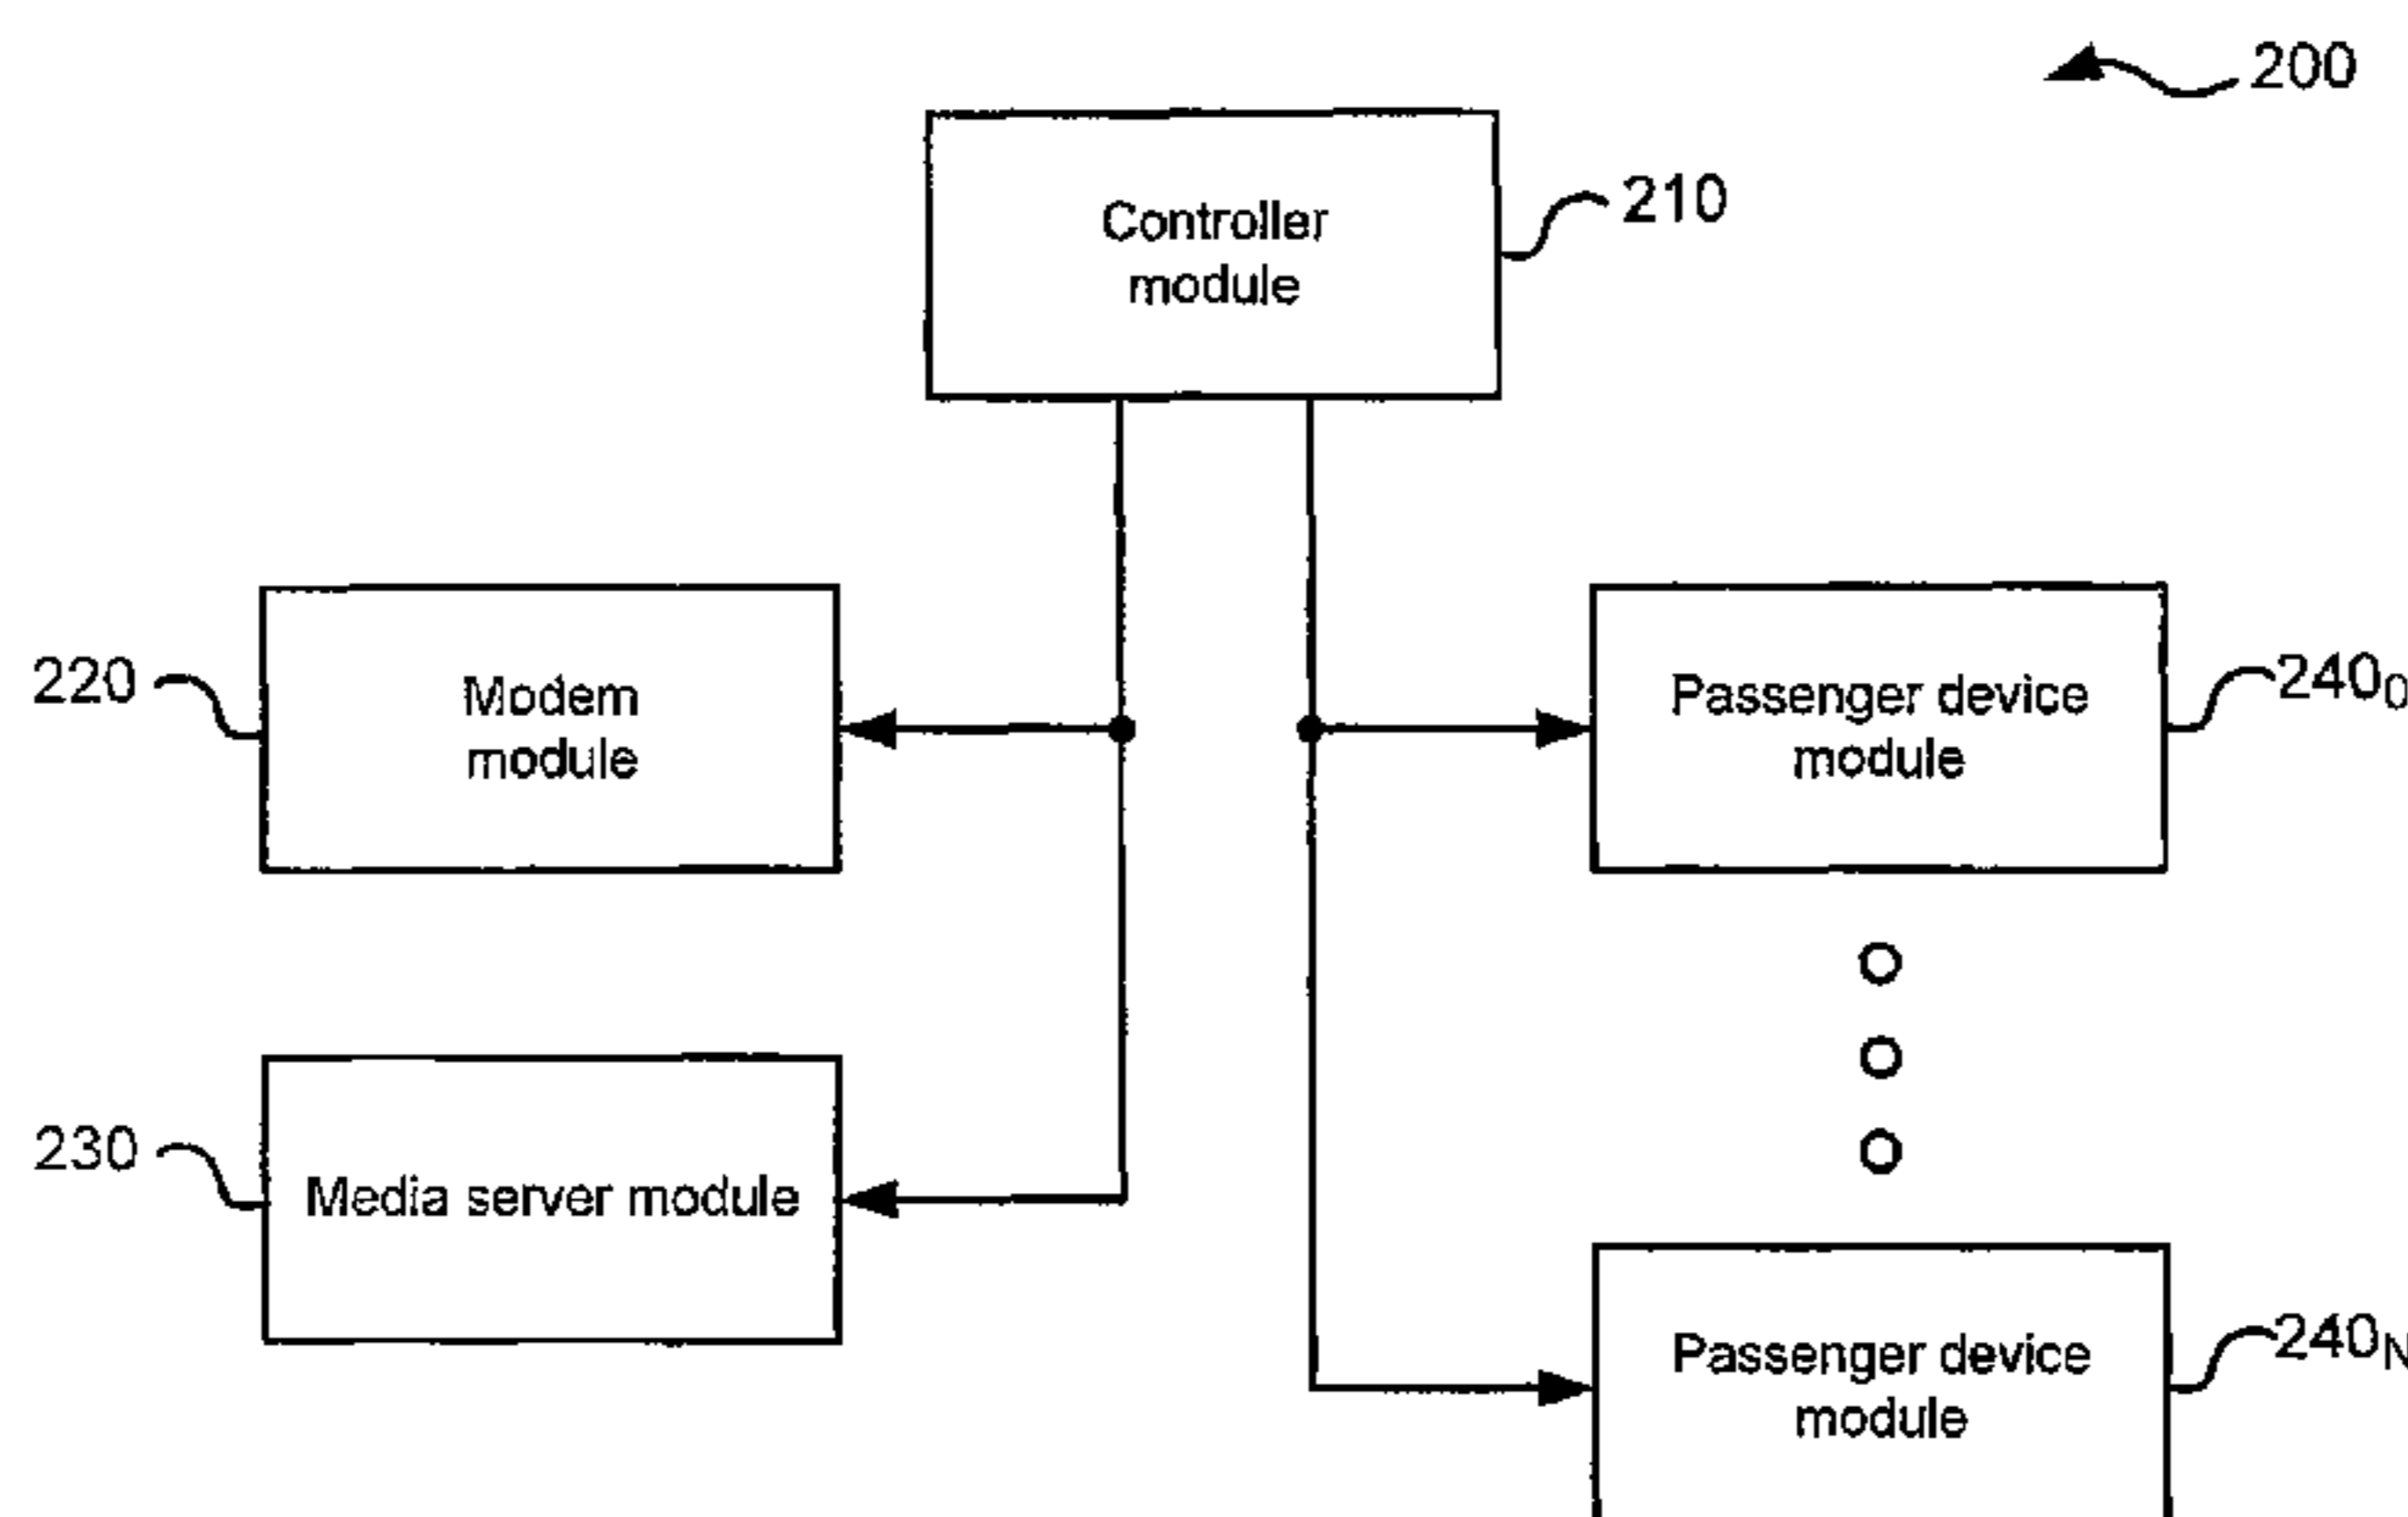 200
Controller
module
210
220
Modem
module
Passenger device
module
240₀
230
Media server module
Passenger device
module
240ₙ